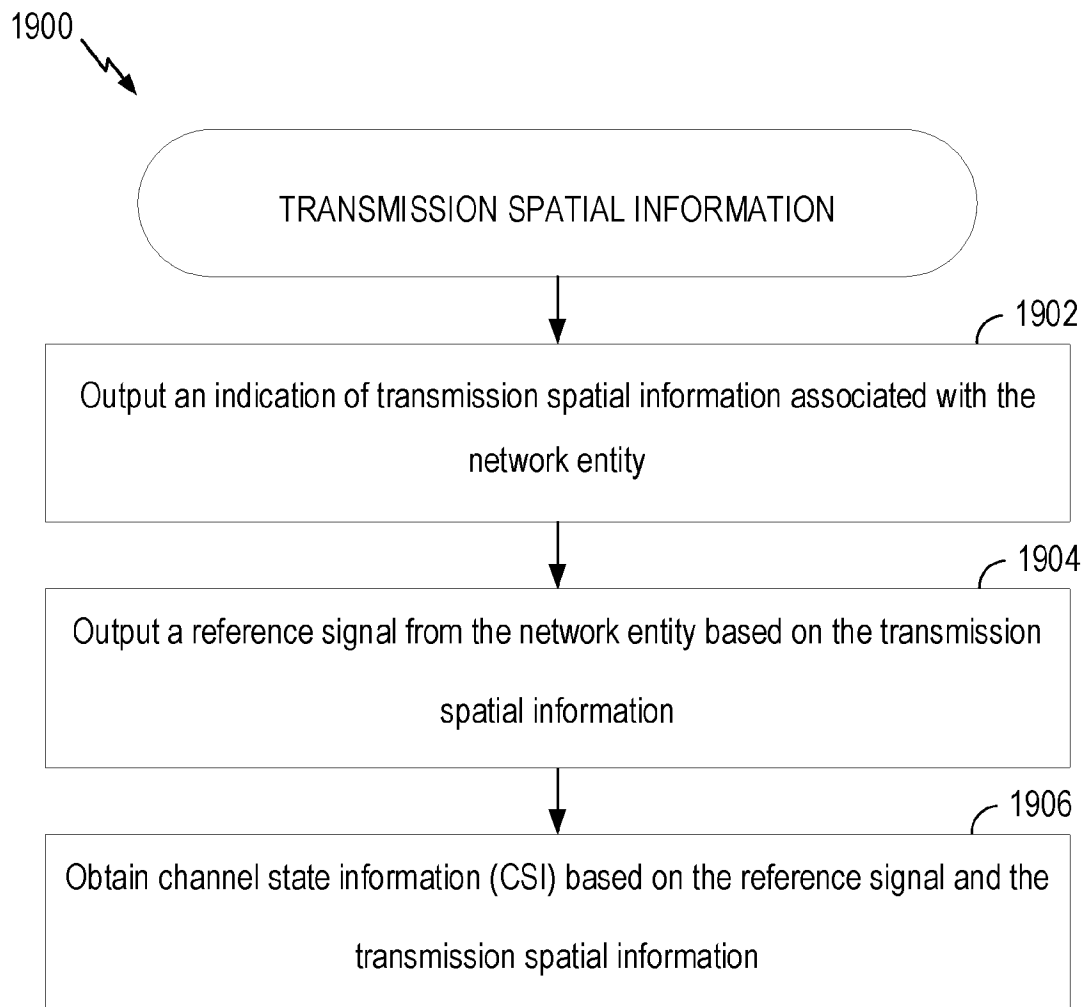 1900
TRANSMISSION SPATIAL INFORMATION
1902
Output an indication of transmission spatial information associated with the
network entity
1904
Output a reference signal from the network entity based on the transmission
spatial information
1906
Obtain channel state information (CSI) based on the reference signal and the
transmission spatial information